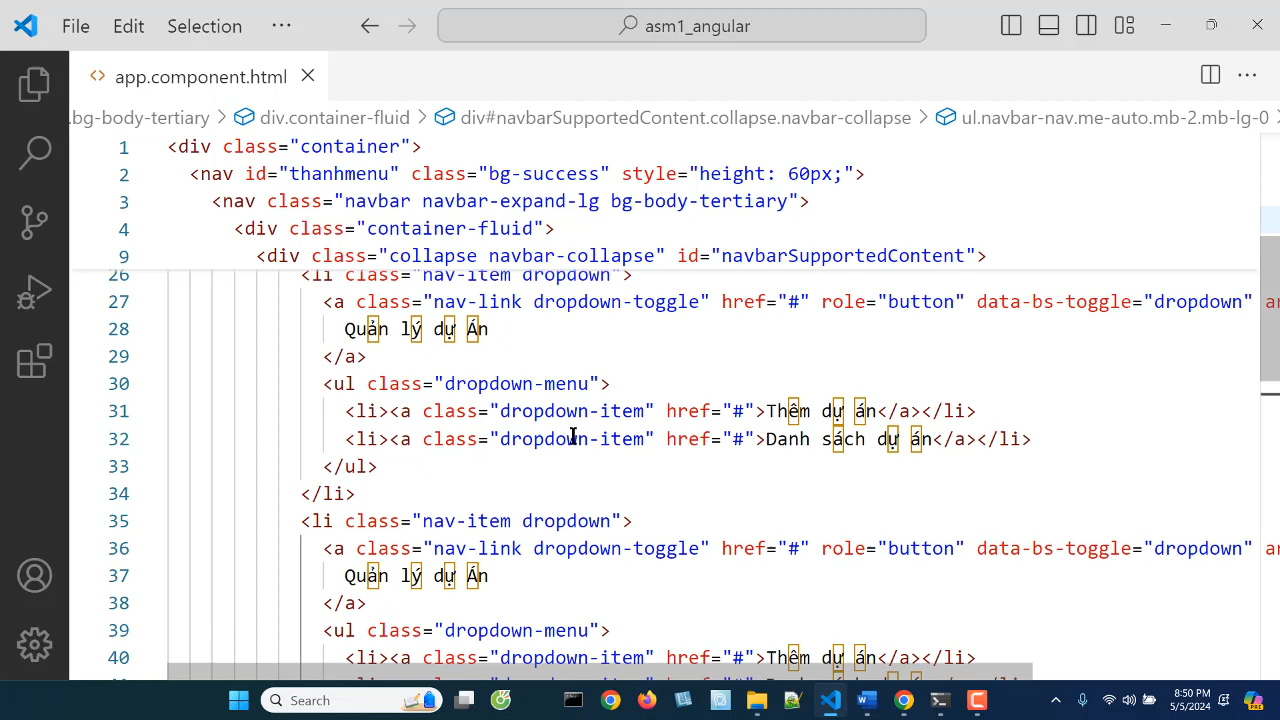 File Edit Selection ··· asm1_angular
app.component.html
.bg-body-tertiary > div.container-fluid > div#navbarSupportedContent.collapse.navbar-collapse > ul.navbar-nav.me-auto.mb-2.mb-lg-0 >
1 <div class="container">
2 <nav id="thanhmenu" class="bg-success" style="height: 60px;">
3 <nav class="navbar navbar-expand-lg bg-body-tertiary">
4 <div class="container-fluid">
9 <div class="collapse navbar-collapse" id="navbarSupportedContent">
26 <li class="nav-item dropdown">
27 <a class="nav-link dropdown-toggle" href="#" role="button" data-bs-toggle="dropdown" ar
28 Quản lý dự Án
29 </a>
30 <ul class="dropdown-menu">
31 <li><a class="dropdown-item" href="#">Thêm dự án</a></li>
32 <li><a class="dropdown-item" href="#">Danh sách dự án</a></li>
33 </ul>
34 </li>
35 <li class="nav-item dropdown">
36 <a class="nav-link dropdown-toggle" href="#" role="button" data-bs-toggle="dropdown" ar
37 Quản lý dự Án
38 </a>
39 <ul class="dropdown-menu">
40 <li><a class="dropdown-item" href="#">Thêm dự án</a></li>
Search
8:50 PM
5/5/2024